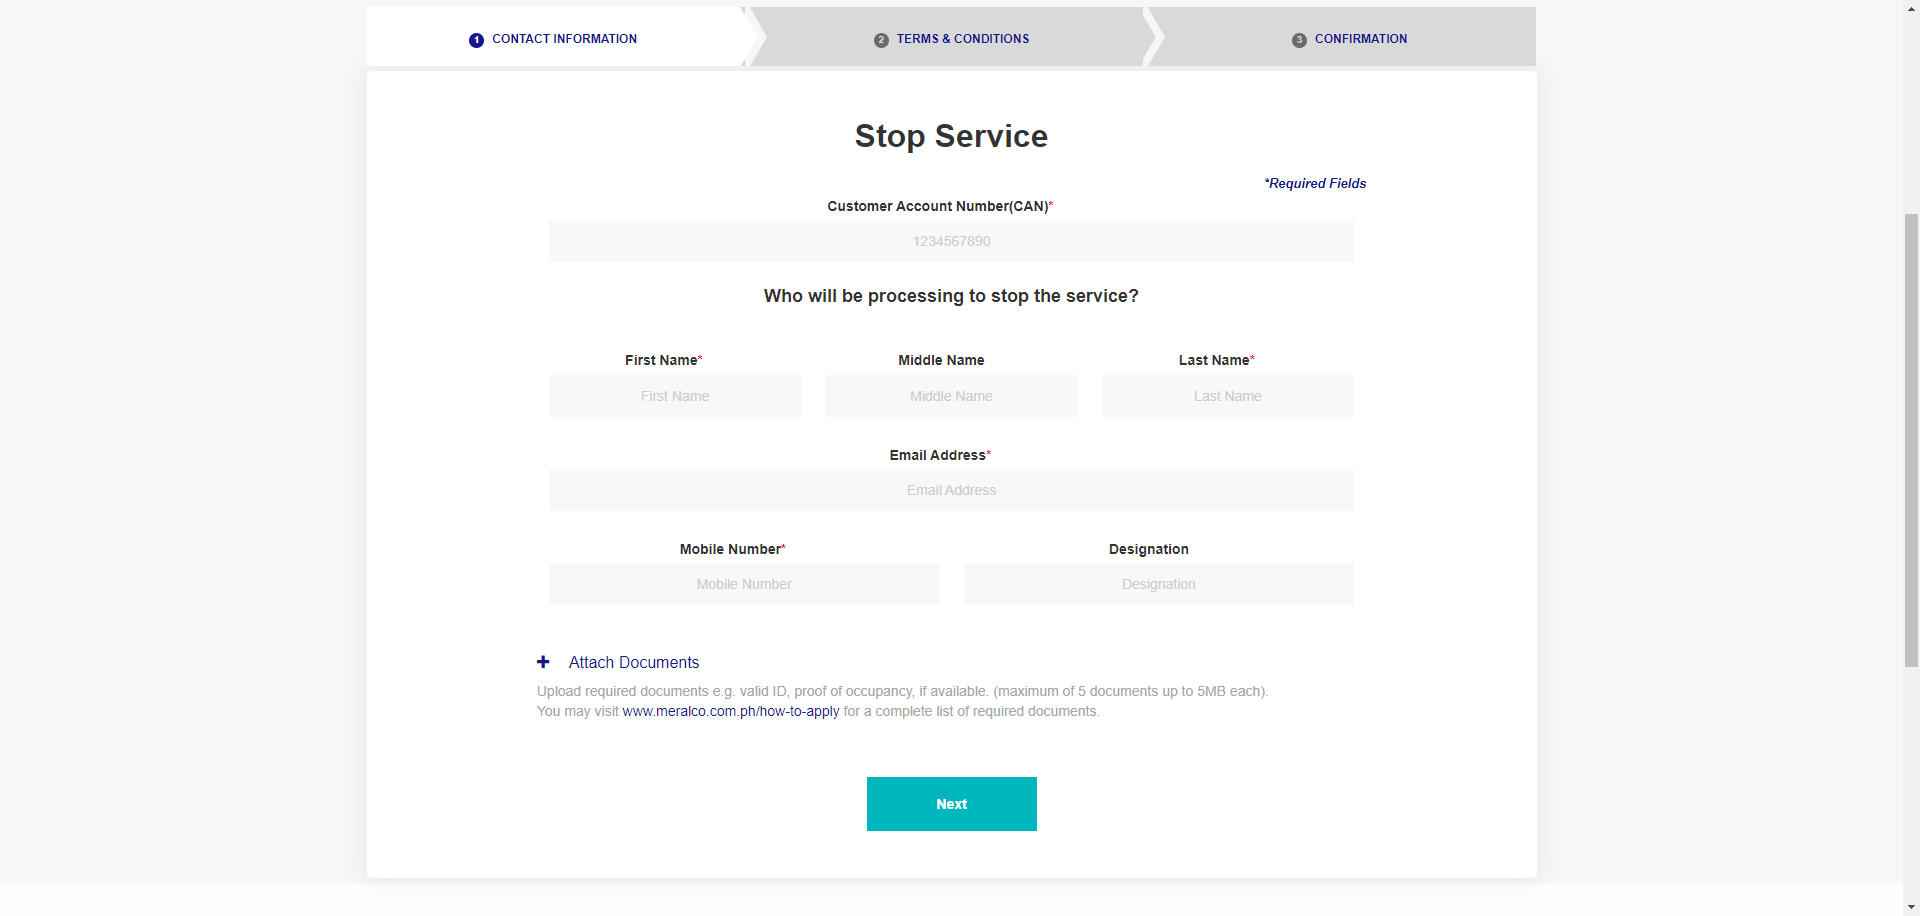 1 CONTACT INFORMATION
2 TERMS & CONDITIONS
3 CONFIRMATION
Stop Service
*Required Fields
Customer Account Number(CAN)*
1234567890
Who will be processing to stop the service?
First Name*
Middle Name
Last Name*
First Name
Middle Name
Last Name
Email Address*
Email Address
Mobile Number*
Designation
Mobile Number
Designation
+ Attach Documents
Upload required documents e.g. valid ID, proof of occupancy, if available. (maximum of 5 documents up to 5MB each).
You may visit www.meralco.com.ph/how-to-apply for a complete list of required documents.
Next